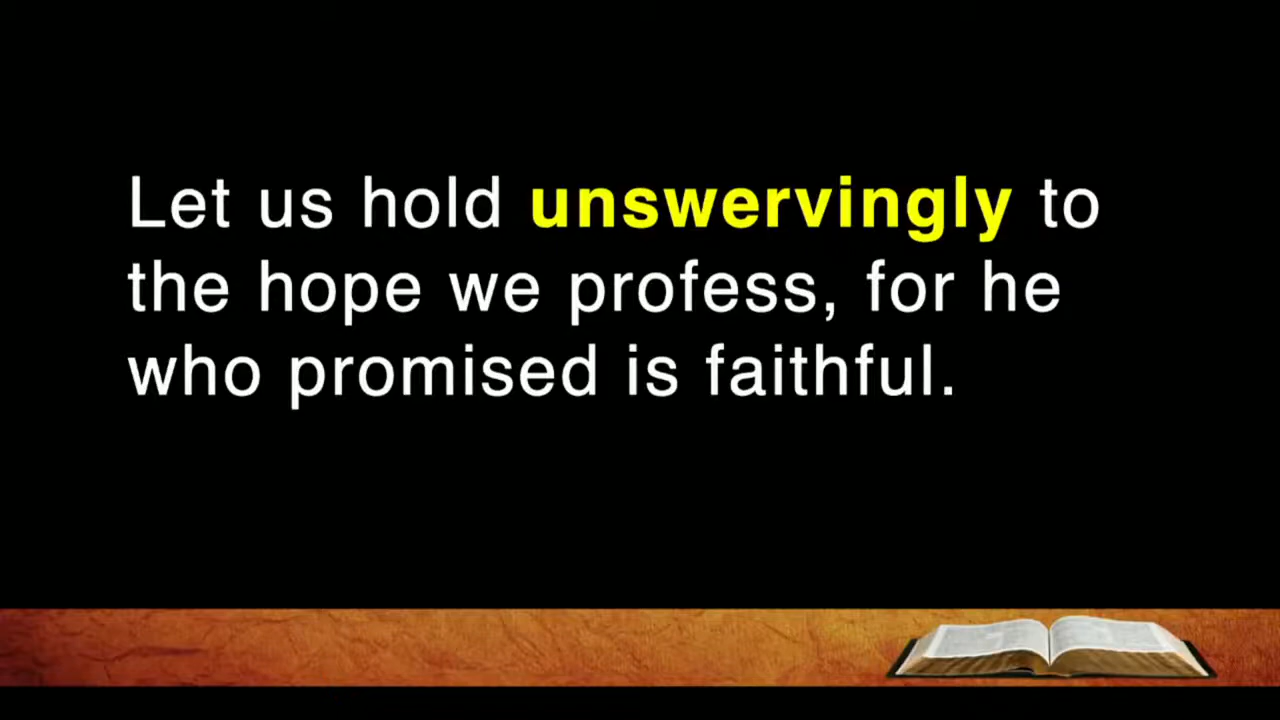 Let us hold unswervingly to
the hope we profess, for he
who promised is faithful.